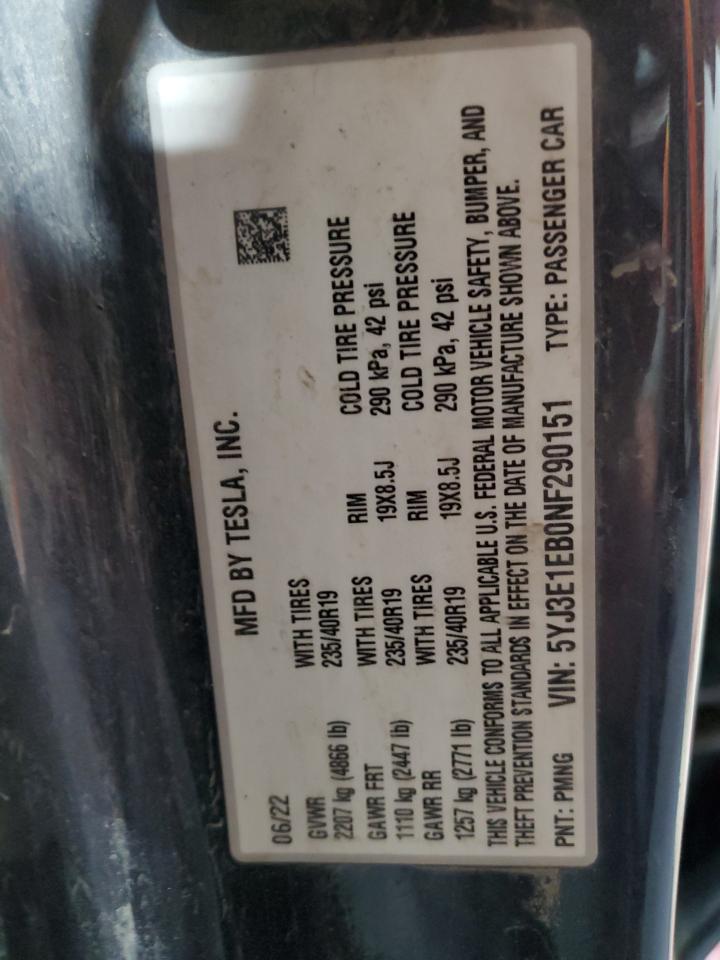 MFD BY TESLA, INC.
06/22
GVWR WITH TIRES COLD TIRE PRESSURE
2207 kg (4866 lb) 235/40R19 RIM 290 kPa, 42 psi
GAWR FRT WITH TIRES 19X8.5J COLD TIRE PRESSURE
1110 kg (2447 lb) 235/40R19 RIM 290 kPa, 42 psi
GAWR RR WITH TIRES 19X8.5J
1257 kg (2771 lb) 235/40R19
THIS VEHICLE CONFORMS TO ALL APPLICABLE U.S. FEDERAL MOTOR VEHICLE SAFETY, BUMPER, AND
THEFT PREVENTION STANDARDS IN EFFECT ON THE DATE OF MANUFACTURE SHOWN ABOVE.
PNT: PMNG VIN: 5YJ3E1EB0NF290151 TYPE: PASSENGER CAR